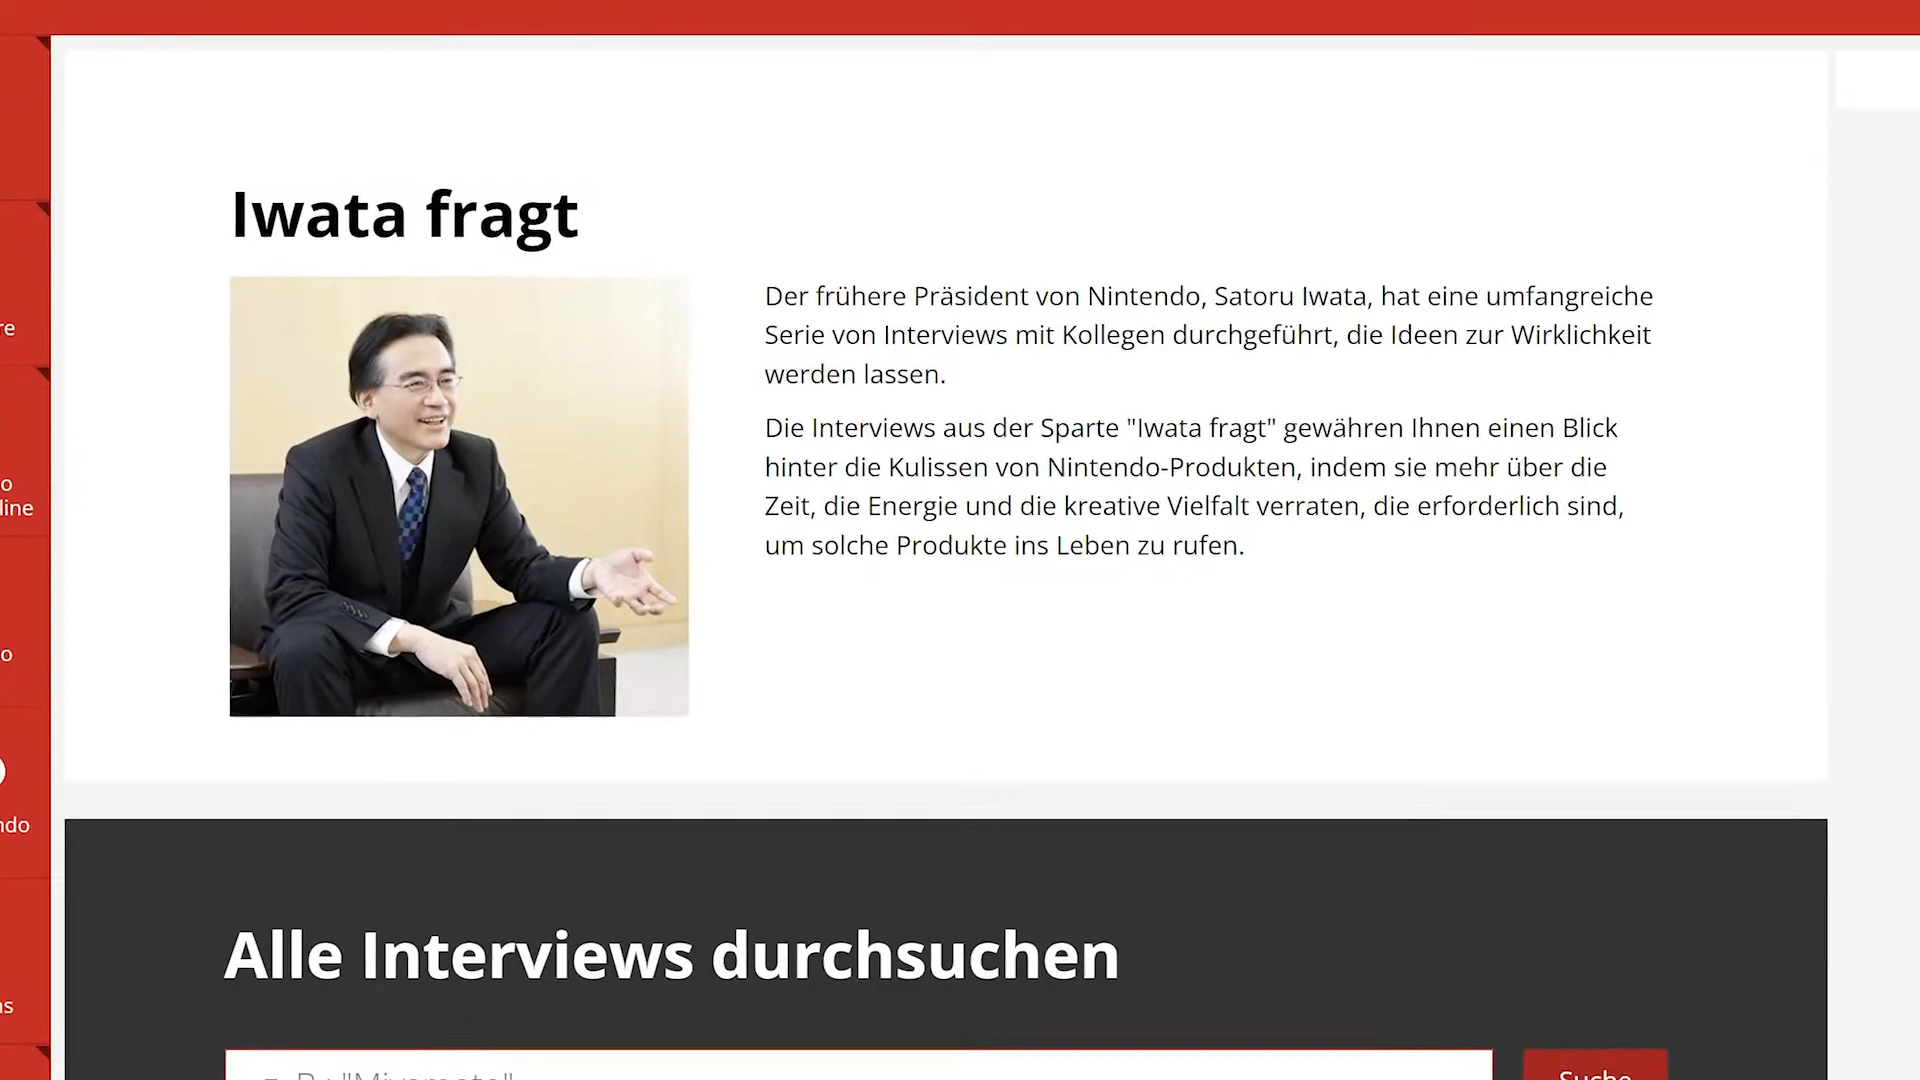 Iwata fragt
Der frühere Präsident von Nintendo, Satoru Iwata, hat eine umfangreiche
Serie von Interviews mit Kollegen durchgeführt, die Ideen zur Wirklichkeit
werden lassen.
Die Interviews aus der Sparte "Iwata fragt" gewähren Ihnen einen Blick
hinter die Kulissen von Nintendo-Produkten, indem sie mehr über die
Zeit, die Energie und die kreative Vielfalt verraten, die erforderlich sind,
um solche Produkte ins Leben zu rufen.
Alle Interviews durchsuchen
z. B.: "Miyamoto"
Suche